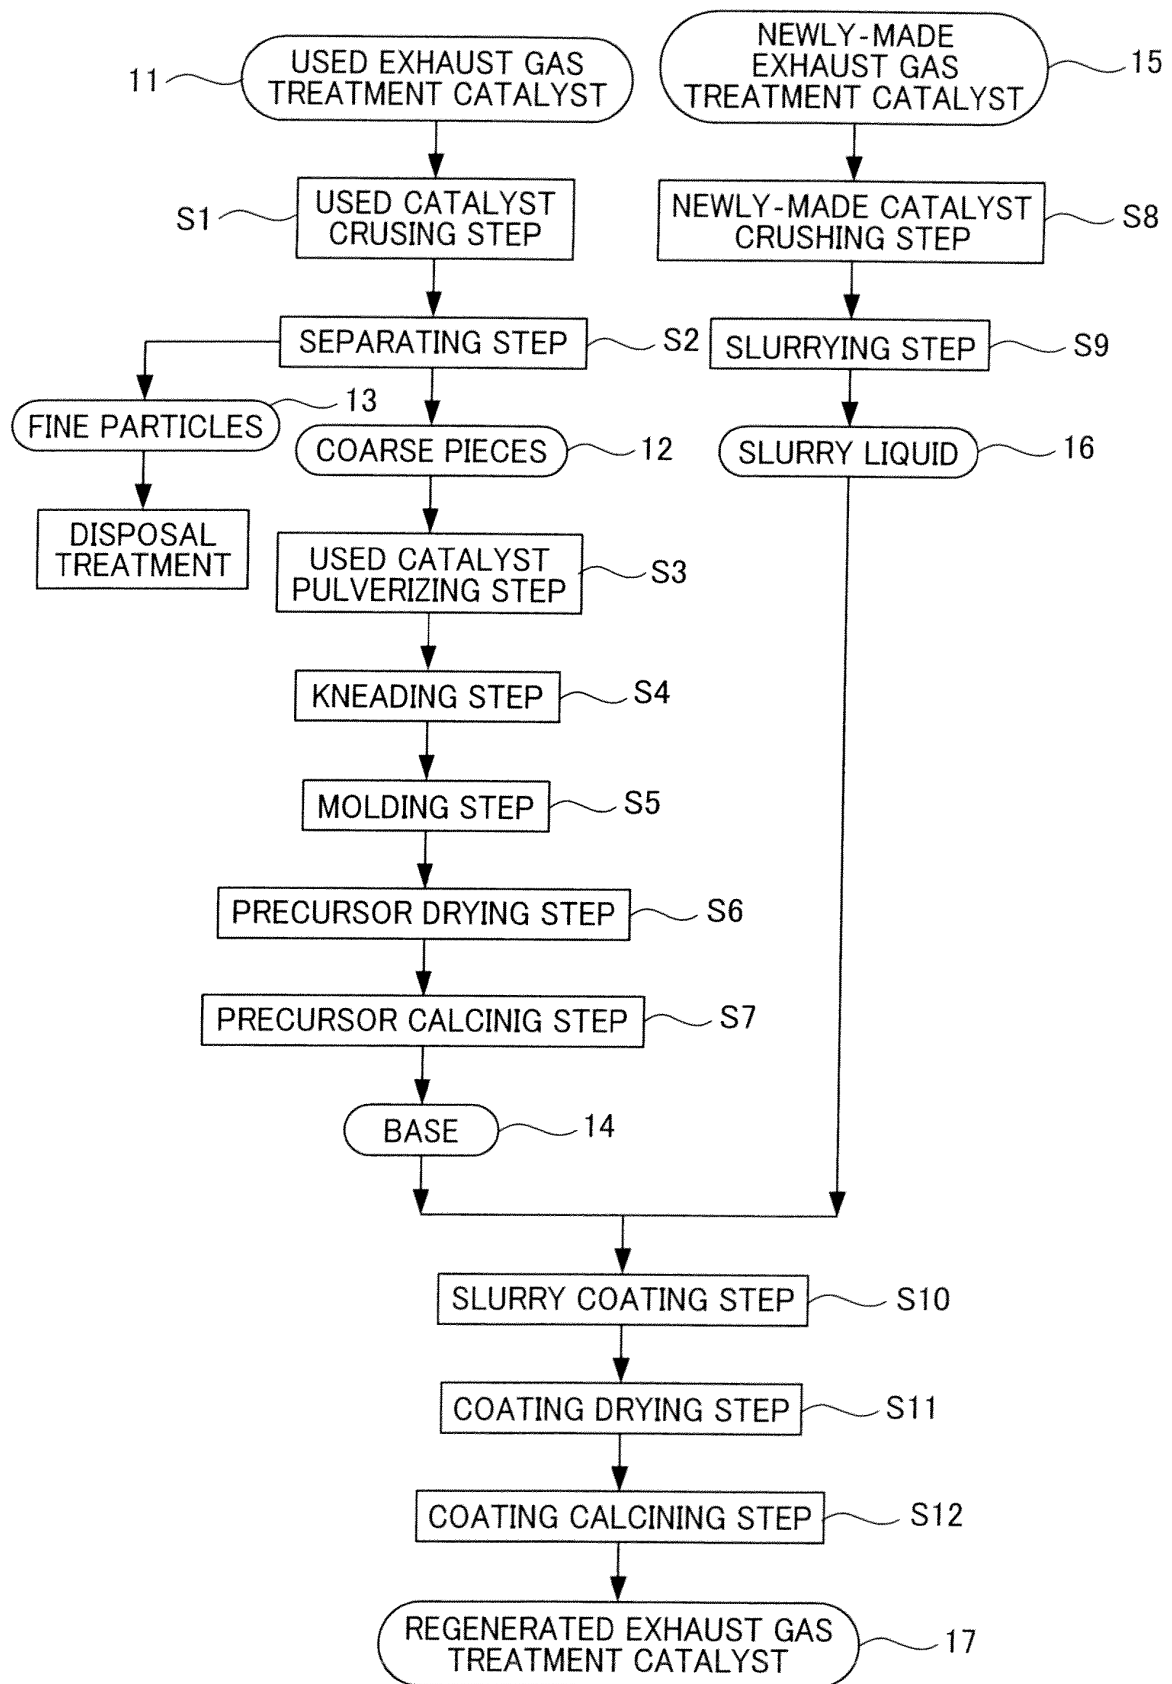 11
USED EXHAUST GAS
TREATMENT CATALYST
NEWLY-MADE
EXHAUST GAS
TREATMENT CATALYST
15
S1
USED CATALYST
CRUSING STEP
NEWLY-MADE CATALYST
CRUSHING STEP
S8
SEPARATING STEP
S2
SLURRYING STEP
S9
FINE PARTICLES
13
COARSE PIECES
12
SLURRY LIQUID
16
DISPOSAL
TREATMENT
USED CATALYST
PULVERIZING STEP
S3
KNEADING STEP
S4
MOLDING STEP
S5
PRECURSOR DRYING STEP
S6
PRECURSOR CALCINIG STEP
S7
BASE
14
SLURRY COATING STEP
S10
COATING DRYING STEP
S11
COATING CALCINING STEP
S12
REGENERATED EXHAUST GAS
TREATMENT CATALYST
17